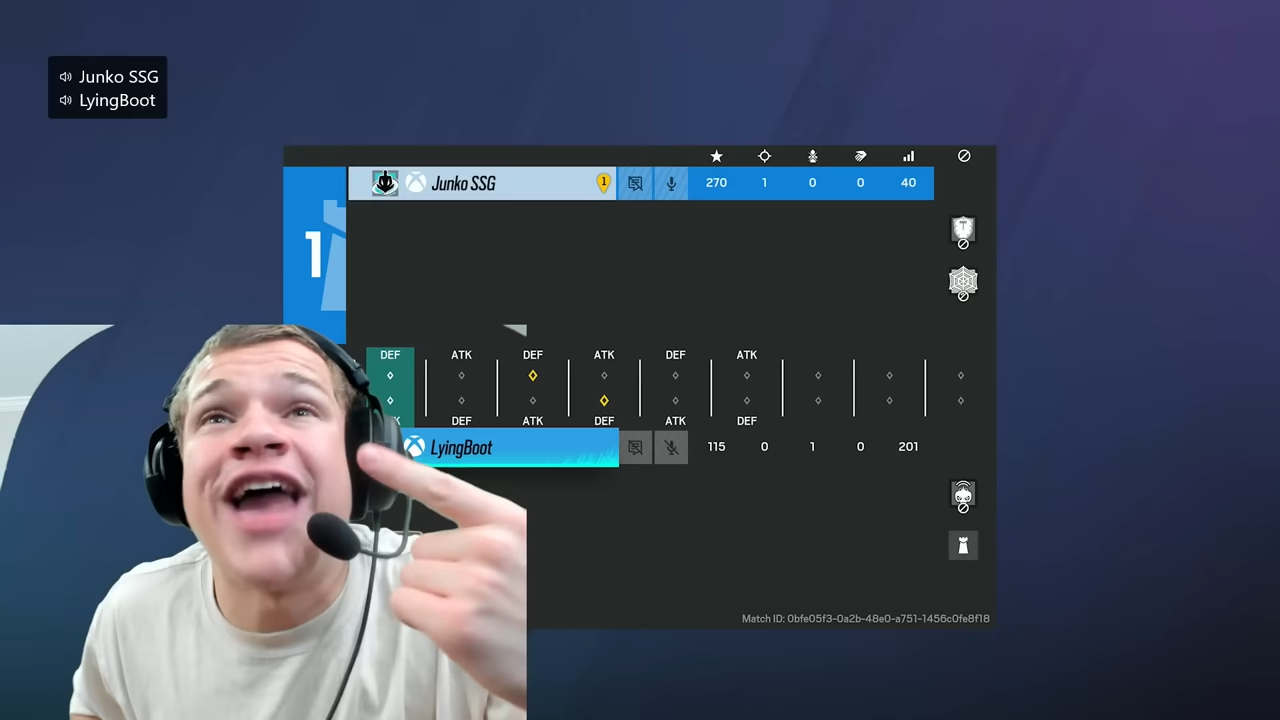 Junko SSG
LyingBoot
Junko SSG 1 270 1 0 0 40
1
DEF ATK DEF ATK DEF ATK
DEF ATK DEF ATK DEF
LyingBoot 115 0 1 0 201
Match ID: 0bfe05f3-0a2b-48e0-a751-1456c0fe8f18